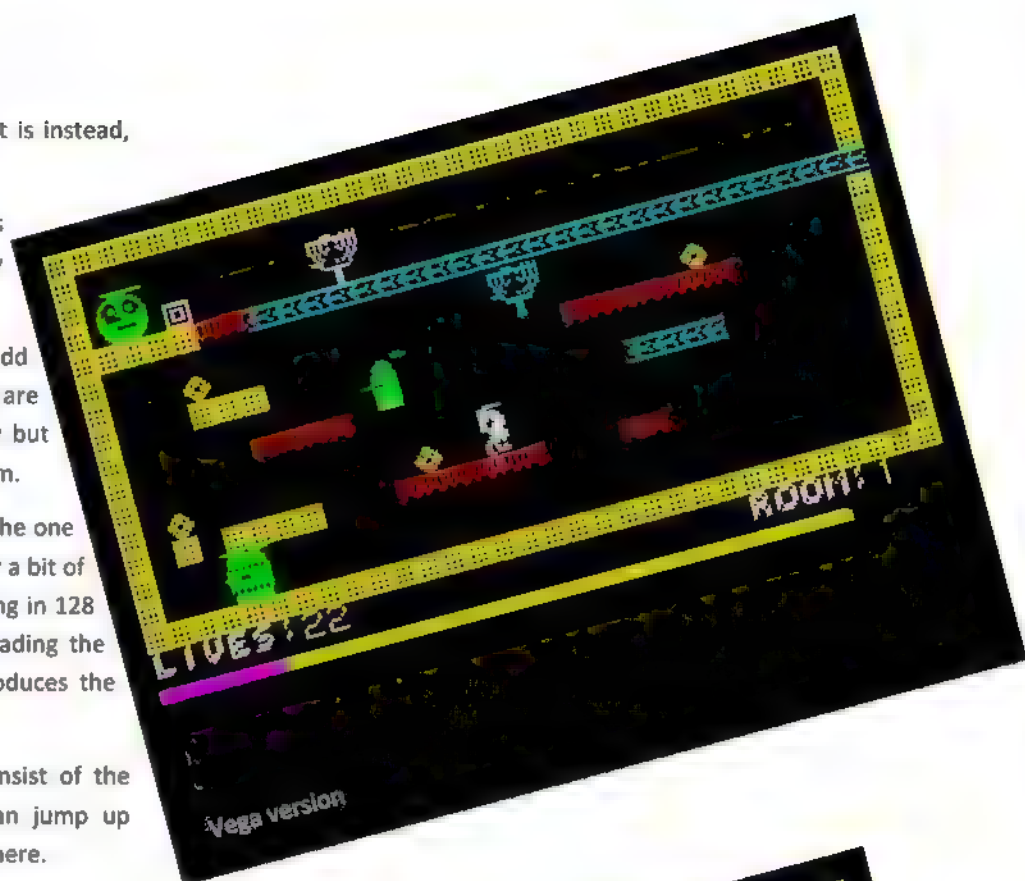 t is instead,
s
dd
are
but
m.
he one
a bit of
ng in 128
ading the
oduces the
nsist of the
an jump up
here.
ROOM: 1
LIVES:22
Vega version